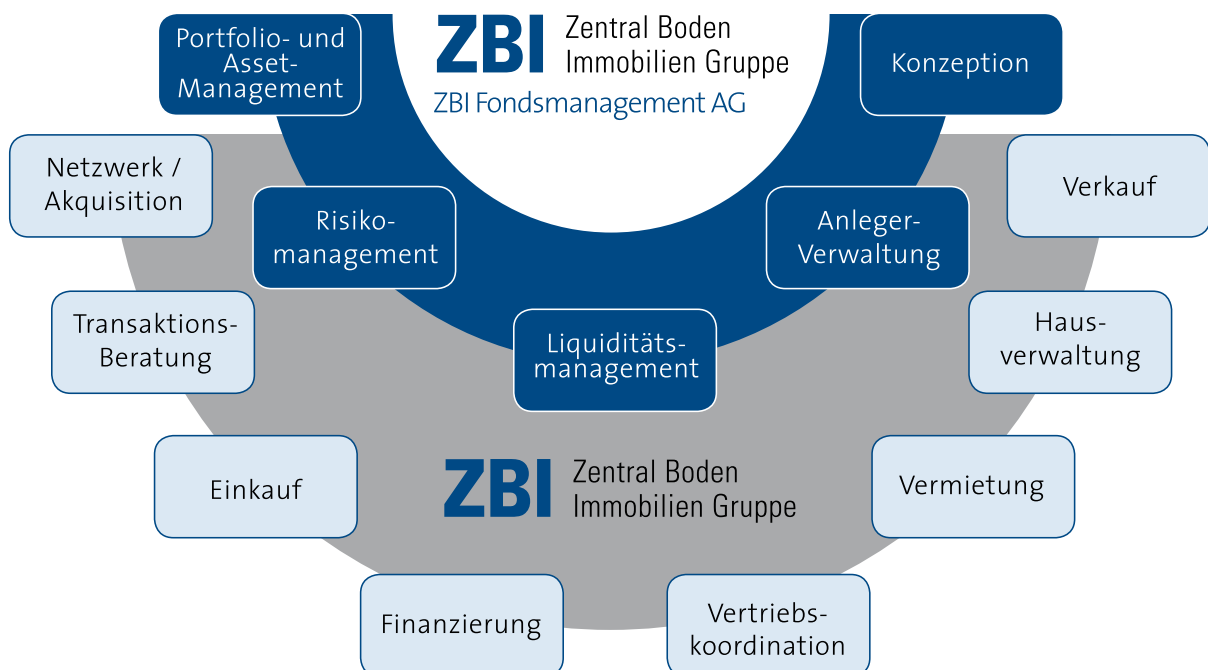 Portfolio- und
Asset-
Management
ZBI
Zentral Boden
Immobilien Gruppe
ZBI Fondsmanagement AG
Konzeption
Netzwerk /
Akquisition
Risiko-
management
Anleger-
Verwaltung
Verkauf
Transaktions-
Beratung
Liquiditäts-
management
Haus-
verwaltung
Einkauf
ZBI
Zentral Boden
Immobilien Gruppe
Vermietung
Finanzierung
Vertriebs-
koordination